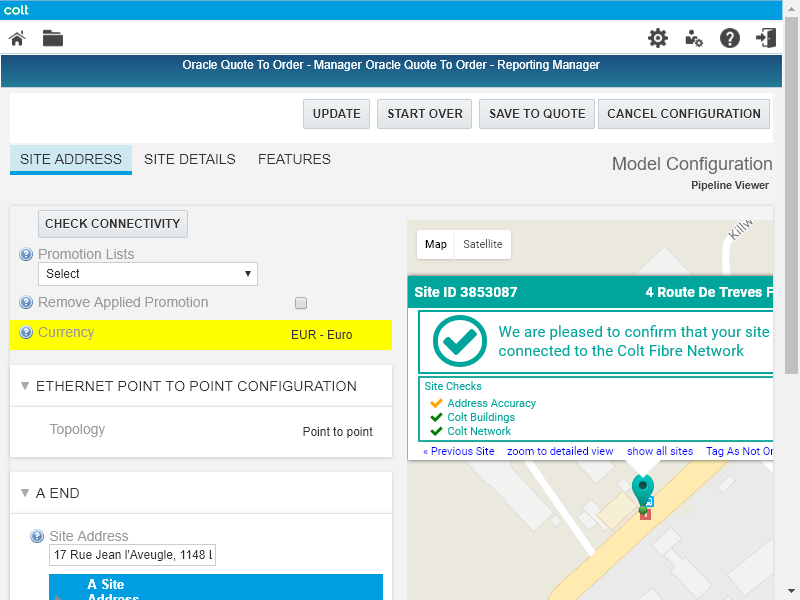 colt
Oracle Quote To Order - Manager Oracle Quote To Order - Reporting Manager
UPDATE
START OVER
SAVE TO QUOTE
CANCEL CONFIGURATION
SITE ADDRESS
SITE DETAILS
FEATURES
Model Configuration
Pipeline Viewer
CHECK CONNECTIVITY
Promotion Lists
Select
Remove Applied Promotion
Currency
EUR - Euro
ETHERNET POINT TO POINT CONFIGURATION
Topology
Point to point
A END
Site Address
17 Rue Jean l'Aveugle, 1148 L
A Site
Address
Killw
Map
Satellite
Site ID 3853087
4 Route De Treves F
We are pleased to confirm that your site
connected to the Colt Fibre Network
Site Checks
Address Accuracy
Colt Buildings
Colt Network
« Previous Site
zoom to detailed view
show all sites
Tag As Not On